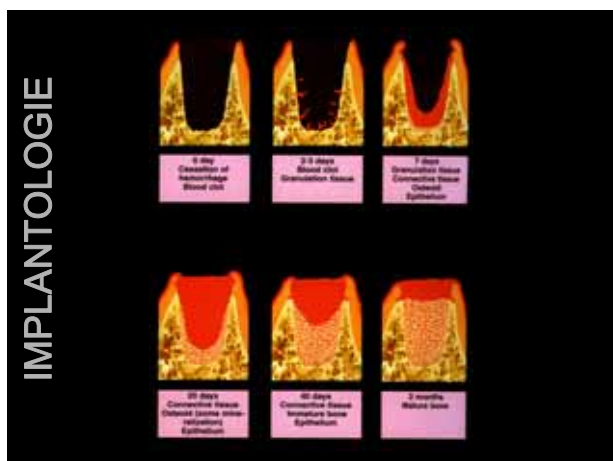 IMPLANTOLOGIE
0 day
Cessation of
hemorrhage
Blood clot
2-3 days
Blood clot
Granulation tissue
7 days
Granulation tissue
Connective tissue
Osteoid
Epithelium
20 days
Connective tissue
Osteoid (some mine-
ralization)
Epithelium
40 days
Connective tissue
Immature bone
Epithelium
2 months
Mature bone